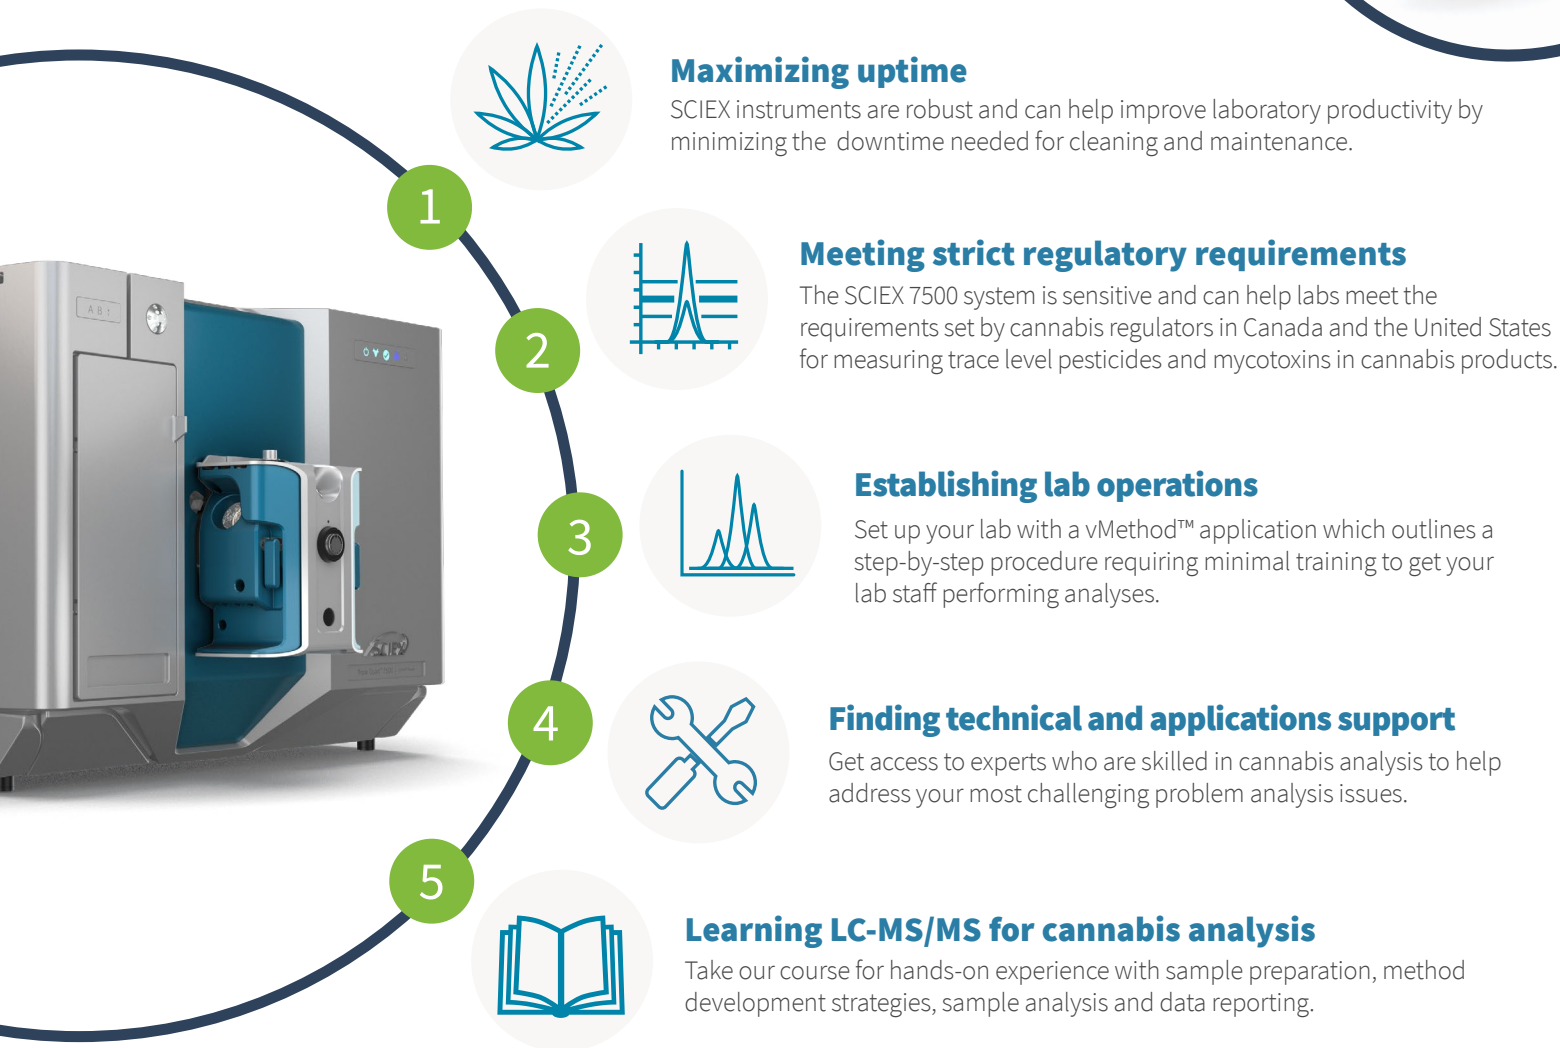 Maximizing uptime
SCIEX instruments are robust and can help improve laboratory productivity by
minimizing the downtime needed for cleaning and maintenance.
1
Meeting strict regulatory requirements
The SCIEX 7500 system is sensitive and can help labs meet the
requirements set by cannabis regulators in Canada and the United States
for measuring trace level pesticides and mycotoxins in cannabis products.
2
Establishing lab operations
Set up your lab with a vMethod™ application which outlines a
step-by-step procedure requiring minimal training to get your
lab staff performing analyses.
3
SCIEX
Finding technical and applications support
Get access to experts who are skilled in cannabis analysis to help
address your most challenging problem analysis issues.
4
5
Learning LC-MS/MS for cannabis analysis
Take our course for hands-on experience with sample preparation, method
development strategies, sample analysis and data reporting.